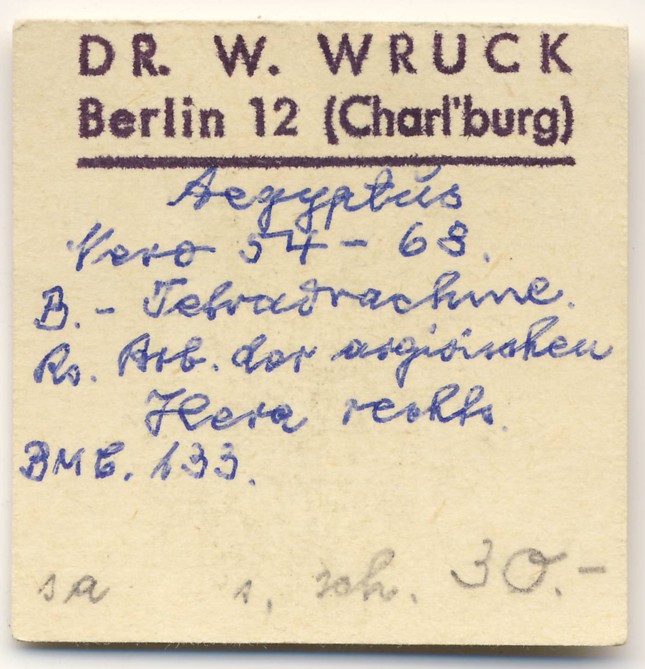 DR. W. WRUCK
Berlin 12 (Charl'burg)
Aegyptus
Nero 54 - 68.
B. - Tetradrachme.
Rs. Brb. der argivischen
Hera rechts.
BMC. 133.
sa s. sch. 30.-